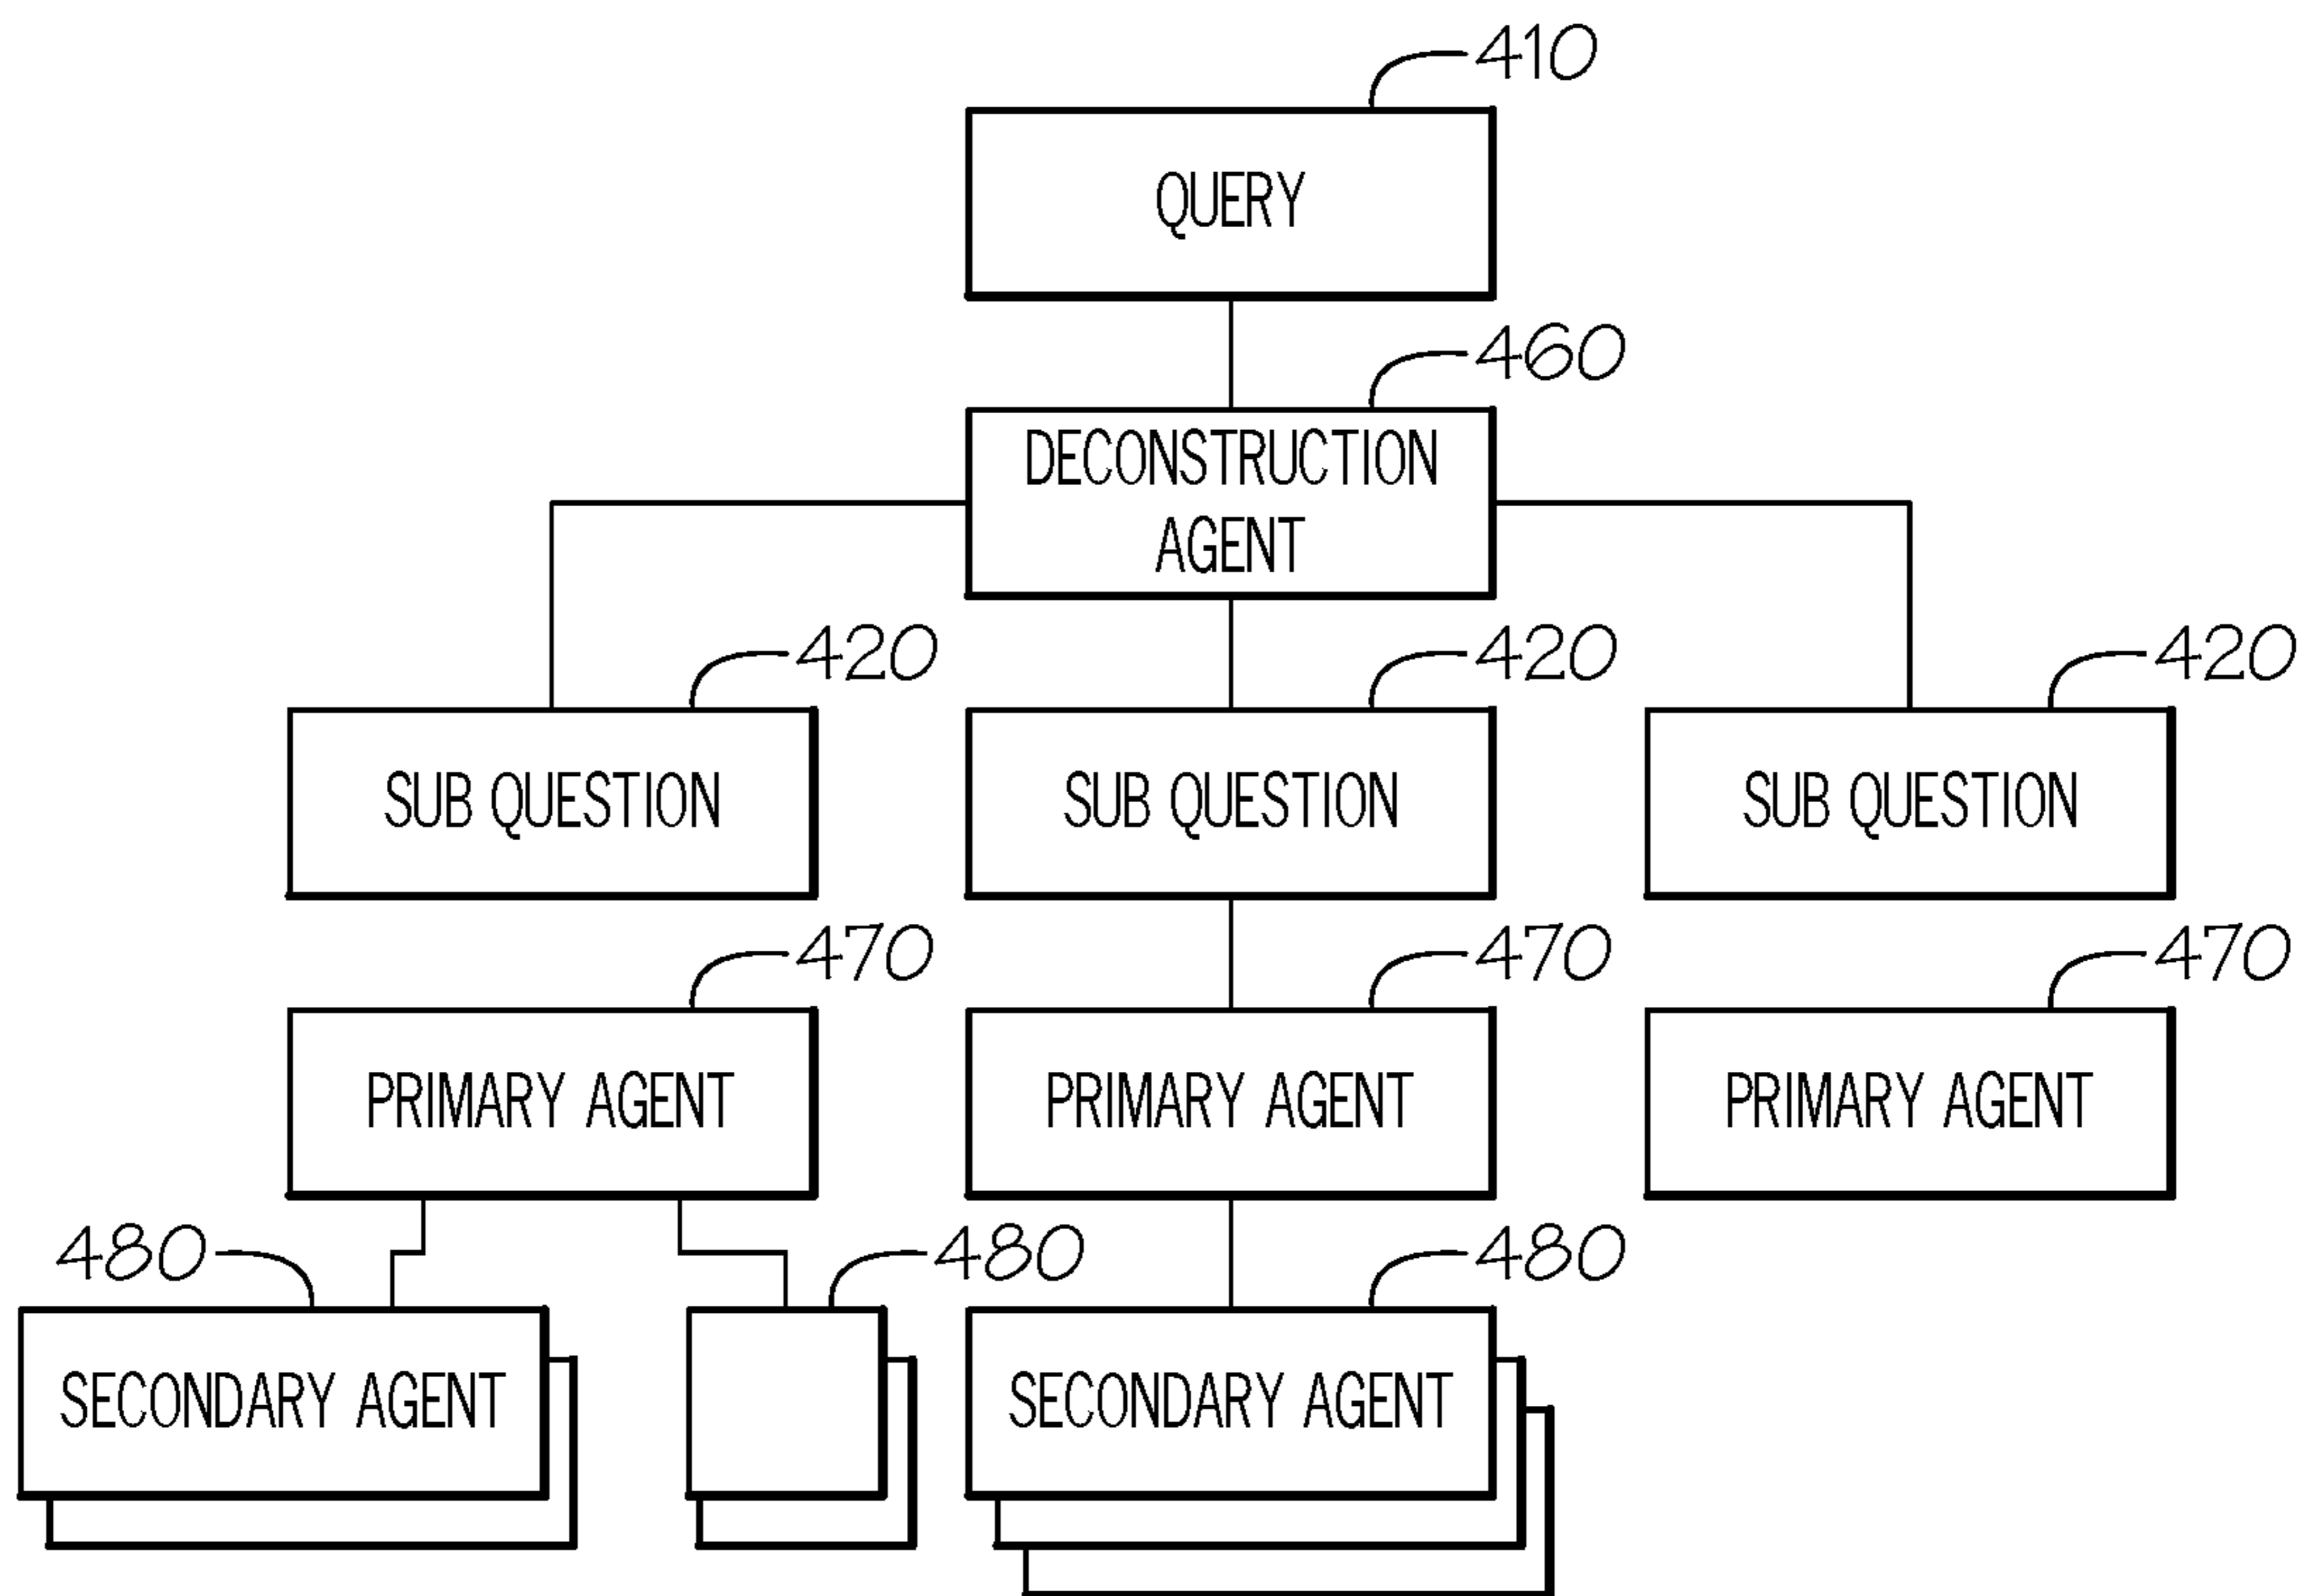 410
QUERY
460
DECONSTRUCTION
AGENT
420
420
420
SUB QUESTION
SUB QUESTION
SUB QUESTION
470
470
470
PRIMARY AGENT
PRIMARY AGENT
PRIMARY AGENT
480
480
480
SECONDARY AGENT
SECONDARY AGENT